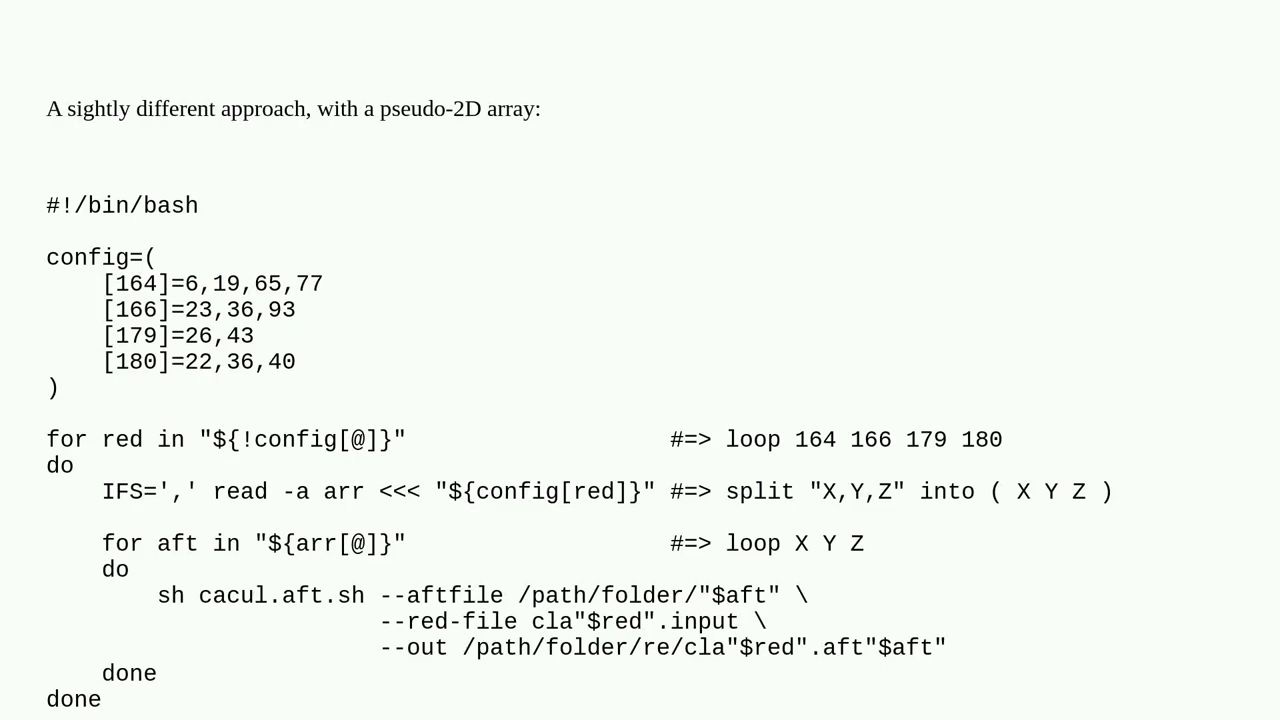 A sightly different approach, with a pseudo-2D array:
#!/bin/bash
config=(
    [164]=6,19,65,77
    [166]=23,36,93
    [179]=26,43
    [180]=22,36,40
)
for red in "${!config[@]}"                   #=> loop 164 166 179 180
do
    IFS=',' read -a arr <<< "${config[red]}" #=> split "X,Y,Z" into ( X Y Z )
    for aft in "${arr[@]}"                   #=> loop X Y Z
    do
        sh cacul.aft.sh --aftfile /path/folder/"$aft" \
                        --red-file cla"$red".input \
                        --out /path/folder/re/cla"$red".aft"$aft"
    done
done